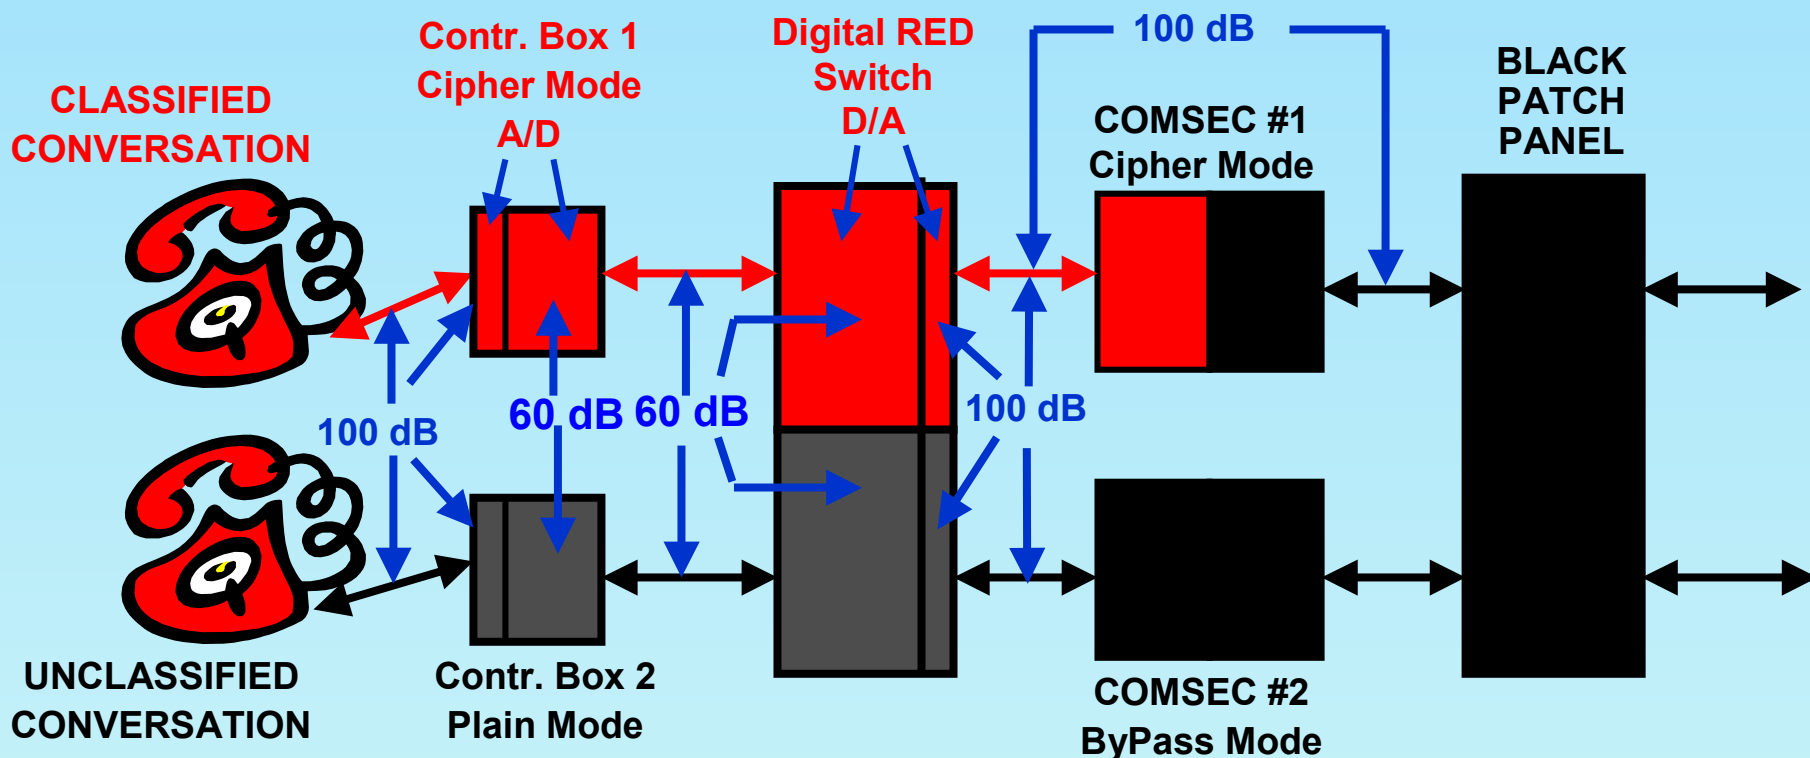 CLASSIFIED
CONVERSATION
Contr. Box 1
Cipher Mode
A/D
Digital RED
Switch
D/A
100 dB
COMSEC #1
Cipher Mode
BLACK
PATCH
PANEL
100 dB
60 dB
60 dB
100 dB
UNCLASSIFIED
CONVERSATION
Contr. Box 2
Plain Mode
COMSEC #2
ByPass Mode